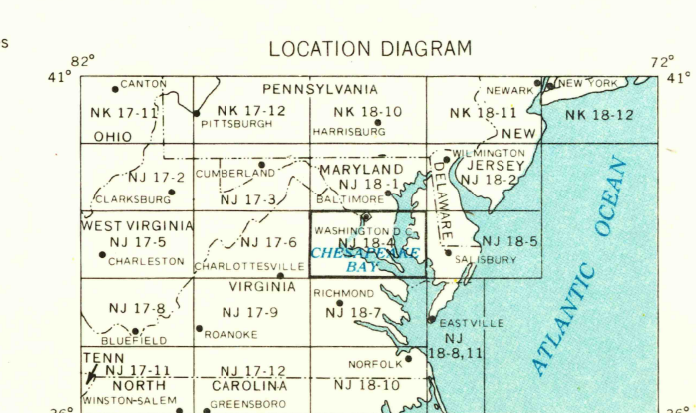 s
LOCATION DIAGRAM
82°
72°
41°
41°
CANTON
PENNSYLVANIA
NEWARK
NEW YORK
NK 17-11
NK 17-12
NK 18-10
NK 18-11
NK 18-12
PITTSBURGH
HARRISBURG
NEW
OHIO
WILMINGTON
JERSEY
NJ 17-2
CUMBERLAND
MARYLAND
NJ 18-1
DELAWARE
NJ 18-2
CLARKSBURG
NJ 17-3
BALTIMORE
WEST VIRGINIA
WASHINGTON D C
NJ 17-5
NJ 17-6
NJ 18-4
NJ 18-5
CHESAPEAKE
BAY
CHARLESTON
CHARLOTTESVILLE
SALISBURY
VIRGINIA
RICHMOND
NJ 17-8
NJ 17-9
NJ 18-7
EASTVILLE
BLUEFIELD
ROANOKE
NJ
18-8,11
TENN
NJ 17-11
NJ 17-12
NORFOLK
NORTH
CAROLINA
NJ 18-10
WINSTON-SALEM
GREENSBORO
ATLANTIC OCEAN